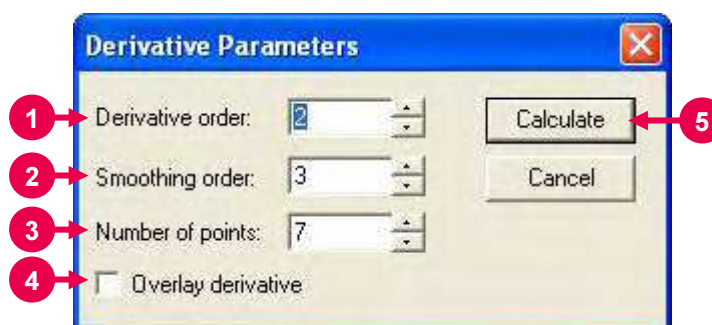 Derivative Parameters
1 Derivative order: 2 Calculate 5
2 Smoothing order: 3 Cancel
3 Number of points: 7
4 Overlay derivative